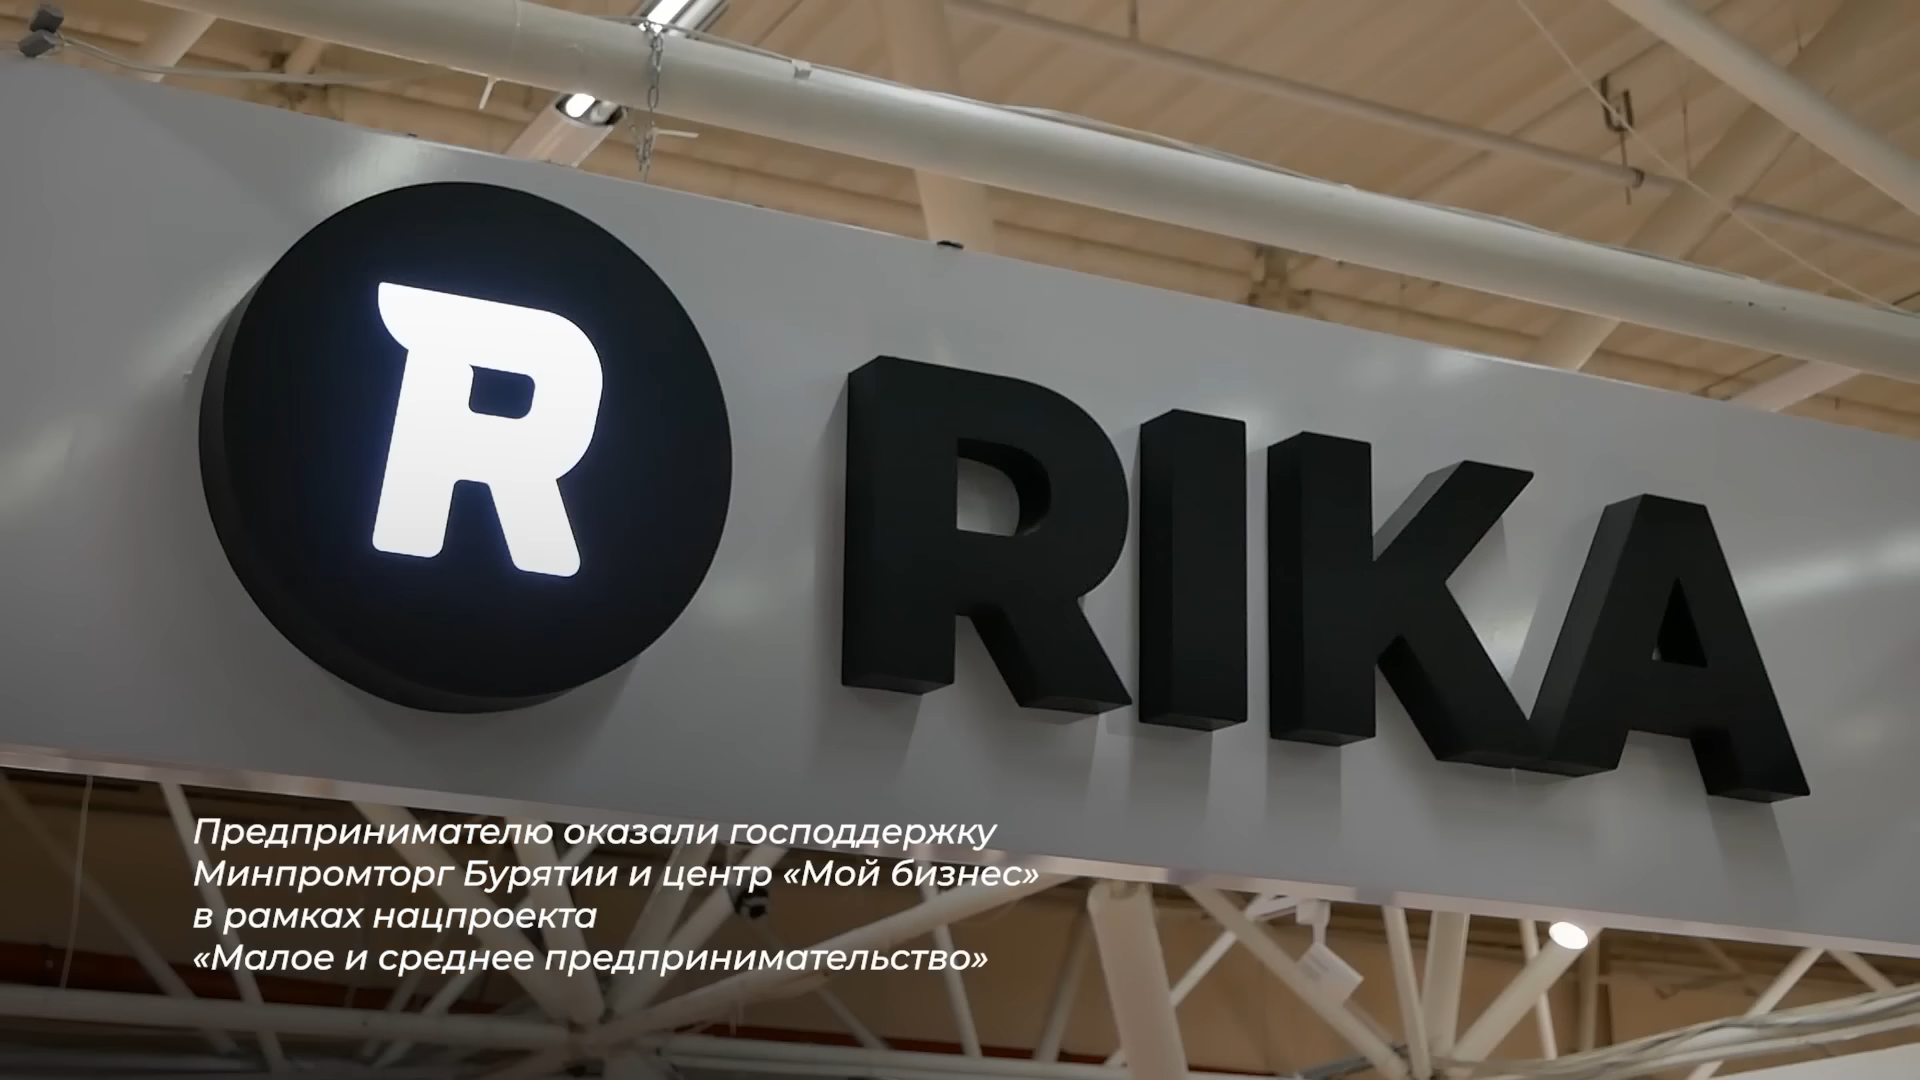 R RIKA
Предпринимателю оказали господдержку
Минпромторг Бурятии и центр «Мой бизнес»
в рамках нацпроекта
«Малое и среднее предпринимательство»